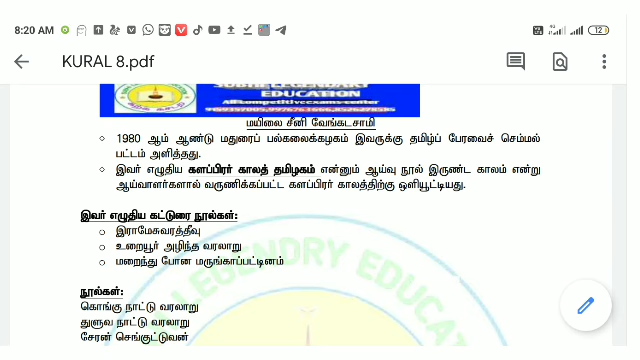 8:20 AM
12
KURAL 8.pdf
EDUCATION
மயிலை சீனி வேங்கடசாமி
1980 ஆம் ஆண்டு மதுரைப் பல்கலைக்கழகம் இவருக்கு தமிழ்ப் பேரவைச் செம்மல்
பட்டம் அளித்தது.
இவர் எழுதிய களப்பிரர் காலத் தமிழகம் என்னும் ஆய்வு நூல் இருண்ட காலம் என்று
ஆய்வாளர்களால் வருணிக்கப்பட்ட களப்பிரர் காலத்திற்கு ஒளியூட்டியது.
இவர் எழுதிய கட்டுரை நூல்கள்:
இராமேசுவரத்தீவு
உறையூர் அழிந்த வரலாறு
மறைந்து போன மருங்காப்பட்டினம்
நூல்கள்:
கொங்கு நாட்டு வரலாறு
துளுவ நாட்டு வரலாறு
சேரன் செங்குட்டுவன்
LEGENDRY EDUCA